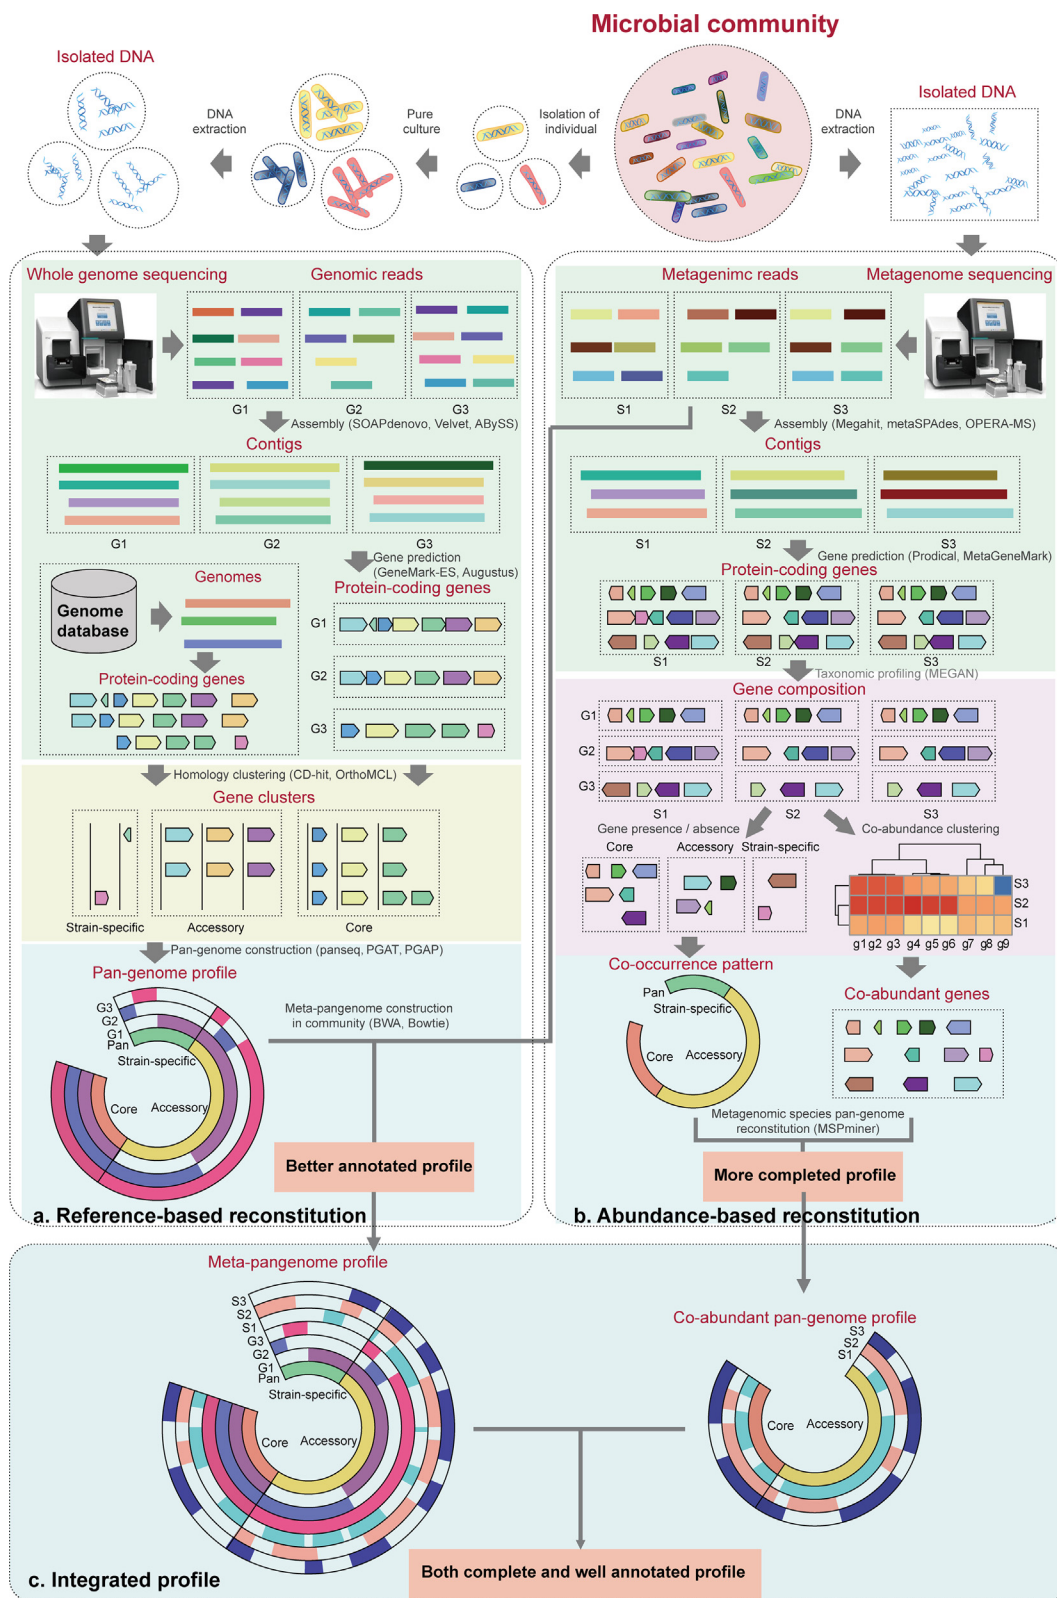 Microbial community
Isolated DNA
DNA
extraction
Pure
culture
Isolation of
individual
DNA
extraction
Isolated DNA
Whole genome sequencing
Genomic reads
G1
G2
G3
Assembly (SOAPdenovo, Velvet, ABySS)
Contigs
G1
G2
G3
Gene prediction
(GeneMark-ES, Augustus)
Genome
database
Genomes
Protein-coding genes
Protein-coding genes
G1
G2
G3
Homology clustering (CD-hit, OrthoMCL)
Gene clusters
Strain-specific
Accessory
Core
Pan-genome construction (panseq, PGAT, PGAP)
Pan-genome profile
G3
G2
G1
Pan
Strain-specific
Core
Accessory
Meta-pangenome construction
in community (BWA, Bowtie)
Better annotated profile
a. Reference-based reconstitution
Metagenimc reads
Metagenome sequencing
S1
S2
S3
Assembly (Megahit, metaSPAdes, OPERA-MS)
Contigs
S1
S2
S3
Gene prediction (Prodical, MetaGeneMark)
Protein-coding genes
S1
S2
S3
Taxonomic profiling (MEGAN)
Gene composition
G1
G2
G3
S1
S2
S3
Gene presence / absence
Co-abundance clustering
Core
Accessory
Strain-specific
S3
S2
S1
g1 g2 g3 g4 g5 g6 g7 g8 g9
Co-occurrence pattern
Pan
Strain-specific
Core
Accessory
Co-abundant genes
Metagenomic species pan-genome
reconstitution (MSPminer)
More completed profile
b. Abundance-based reconstitution
Meta-pangenome profile
S3
S2
S1
G3
G2
G1
Pan
Strain-specific
Core
Accessory
Co-abundant pan-genome profile
S3
S2
S1
Core
Accessory
Both complete and well annotated profile
c. Integrated profile